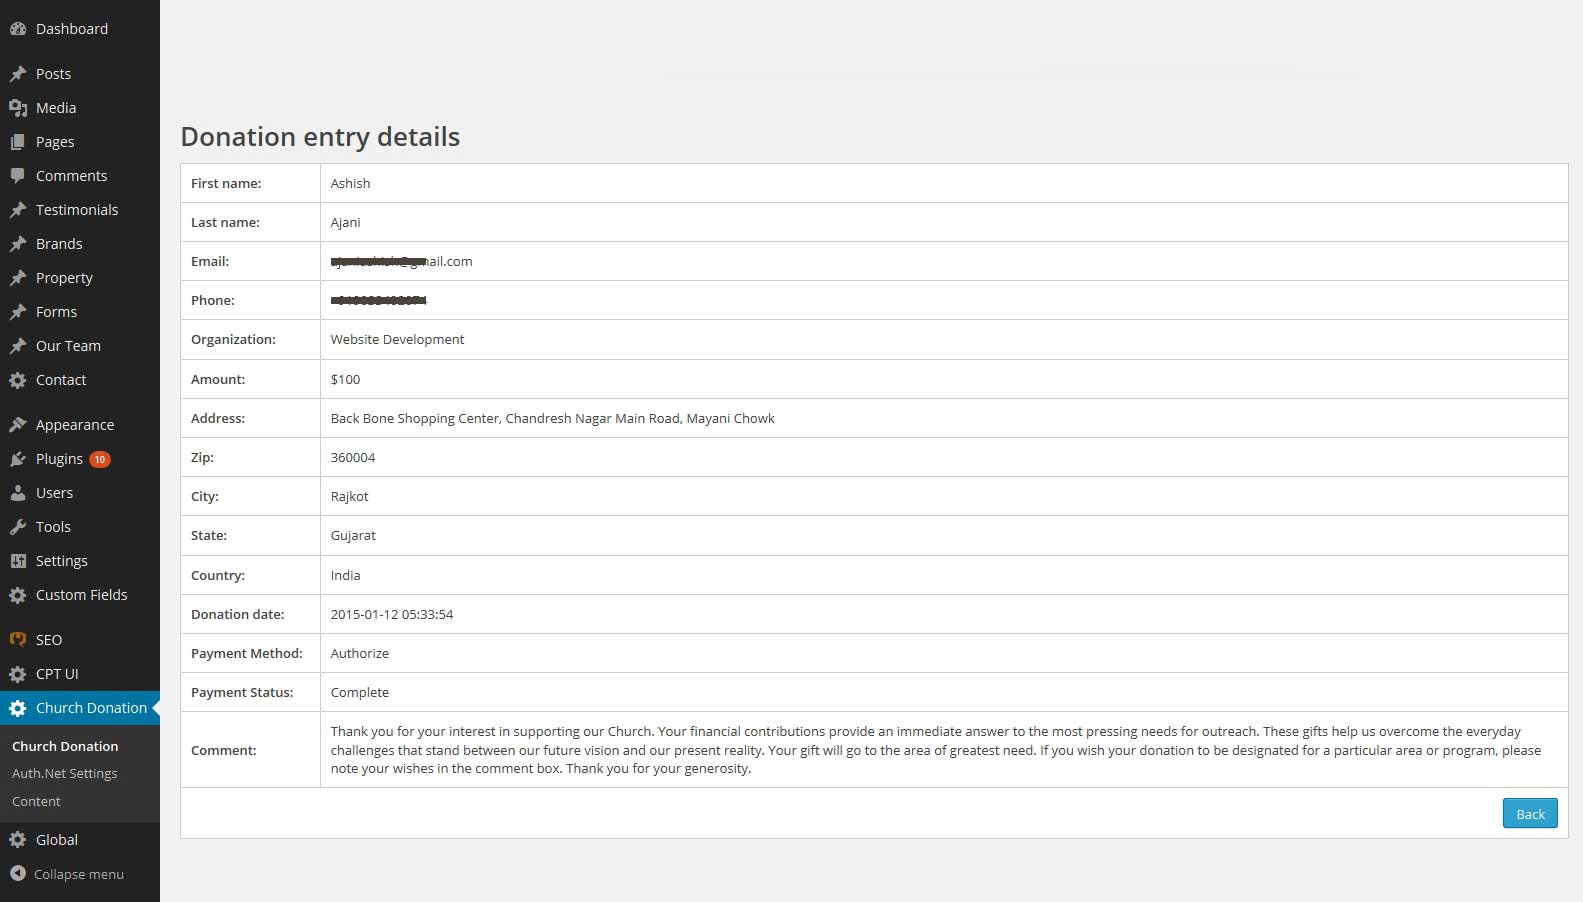 Dashboard
Posts
Media
Pages
Comments
Testimonials
Brands
Property
Forms
Our Team
Contact
Appearance
Plugins 10
Users
Tools
Settings
Custom Fields
SEO
CPT UI
Church Donation
Church Donation
Auth.Net Settings
Content
Global
Collapse menu
Donation entry details
First name: Ashish
Last name: Ajani
Email:
Phone:
Organization: Website Development
Amount: $100
Address: Back Bone Shopping Center, Chandresh Nagar Main Road, Mayani Chowk
Zip: 360004
City: Rajkot
State: Gujarat
Country: India
Donation date: 2015-01-12 05:33:54
Payment Method: Authorize
Payment Status: Complete
Comment: Thank you for your interest in supporting our Church. Your financial contributions provide an immediate answer to the most pressing needs for outreach. These gifts help us overcome the everyday
challenges that stand between our future vision and our present reality. Your gift will go to the area of greatest need. If you wish your donation to be designated for a particular area or program, please
note your wishes in the comment box. Thank you for your generosity.
Back